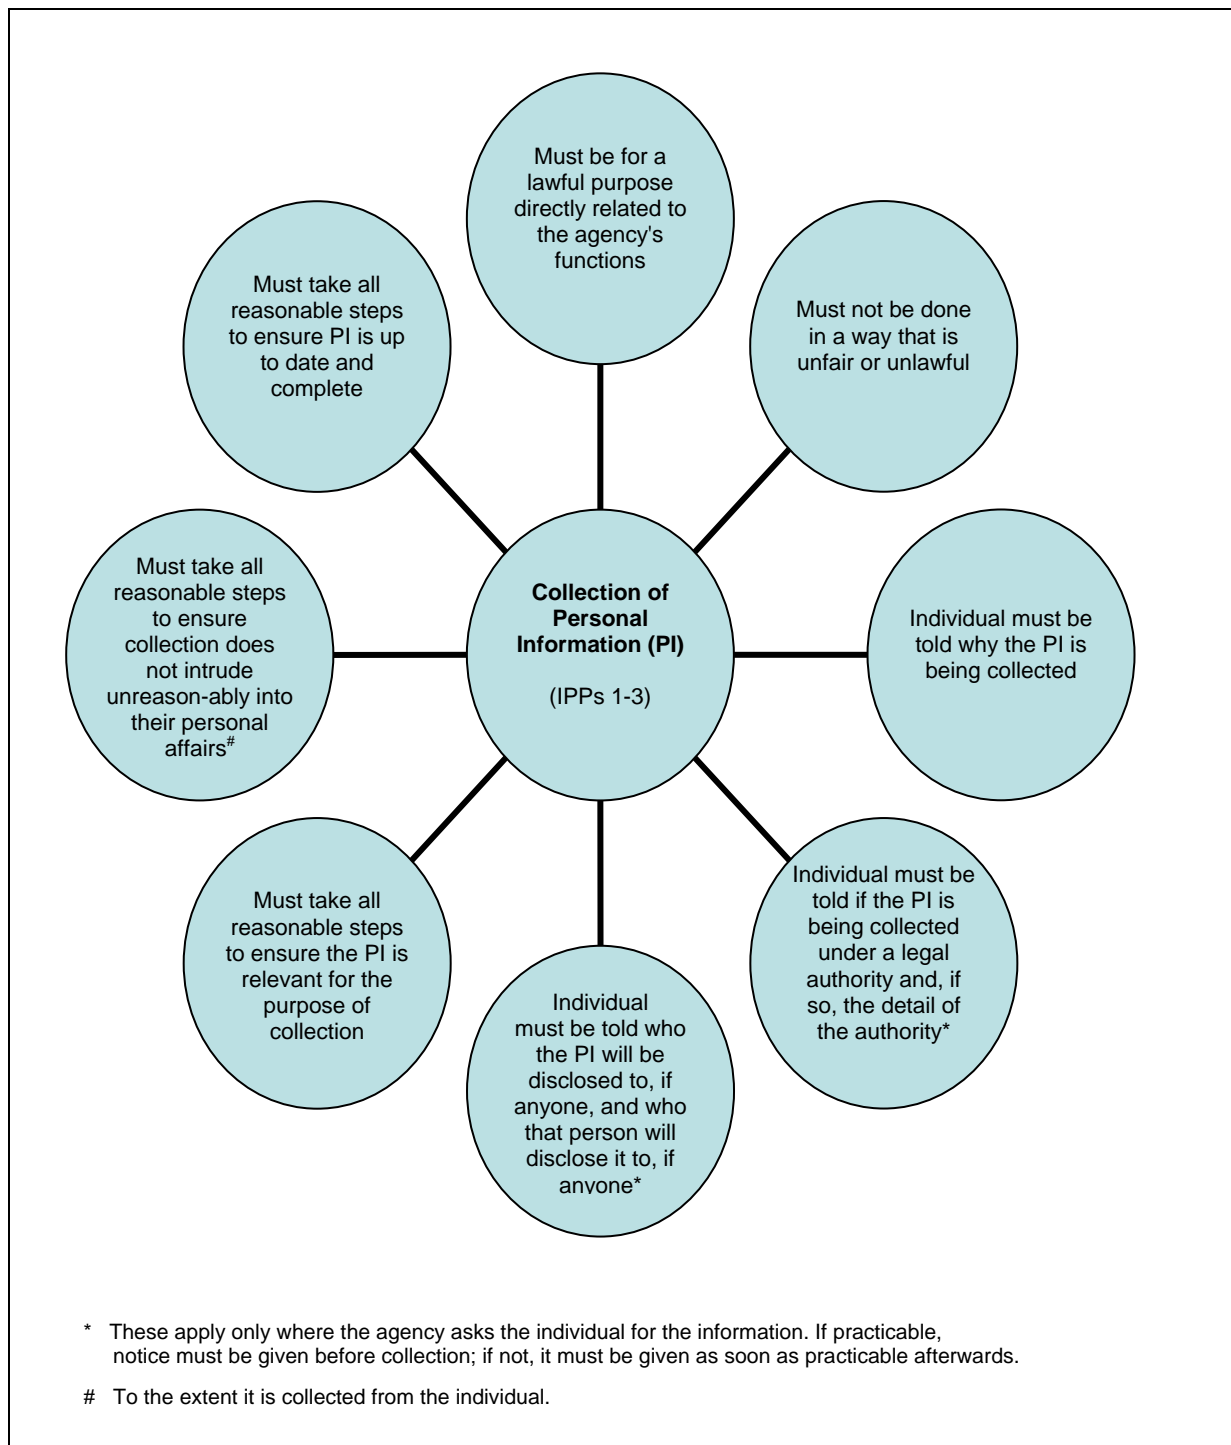 Must be for a
lawful purpose
directly related to
the agency's
functions
Must not be done
in a way that is
unfair or unlawful
Individual must be
told why the PI is
being collected
Individual must be
told if the PI is
being collected
under a legal
authority and, if
so, the detail of
the authority*
Individual
must be told who
the PI will be
disclosed to, if
anyone, and who
that person will
disclose it to, if
anyone*
Must take all
reasonable steps
to ensure the PI is
relevant for the
purpose of
collection
Must take all
reasonable steps
to ensure
collection does
not intrude
unreason-ably into
their personal
affairs#
Must take all
reasonable steps
to ensure PI is up
to date and
complete
Collection of
Personal
Information (PI)
(IPPs 1-3)
* These apply only where the agency asks the individual for the information. If practicable,
notice must be given before collection; if not, it must be given as soon as practicable afterwards.
# To the extent it is collected from the individual.